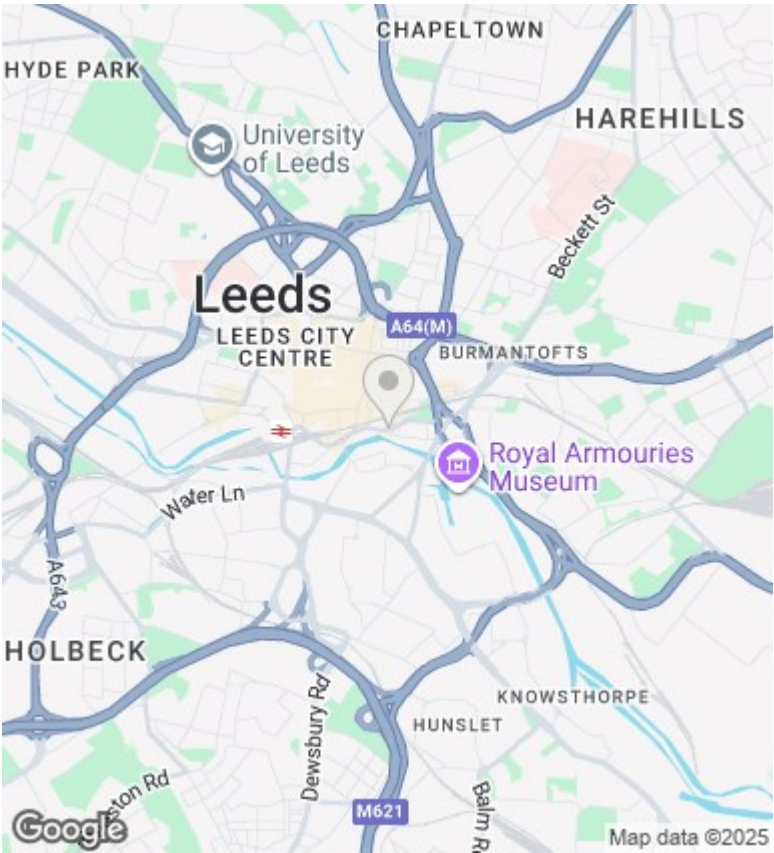 CHAPELTOWN
HYDE PARK
HAREHILLS
University
of Leeds
Beckett St
Leeds
A64(M)
LEEDS CITY
CENTRE
BURMANTOFTS
Royal Armouries
Museum
Water Ln
A643
HOLBECK
KNOWSTHORPE
Dewsbury Rd
HUNSLET
M621
Google
Map data ©2025